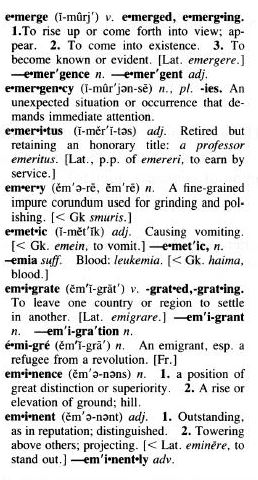 e•merge (ĭ-mûrj′) v. e•merged, e•merg•ing.
1.To rise up or come forth into view; ap-
pear. 2. To come into existence. 3. To
become known or evident. [Lat. emergere.]
—e•mer′gence n. —e•mer′gent adj.
e•mer•gen•cy (ĭ-mûr′jən-sē) n., pl. -ies. An
unexpected situation or occurrence that de-
mands immediate attention.
e•mer•i•tus (ĭ-mĕr′ĭ-təs) adj. Retired but
retaining an honorary title: a professor
emeritus. [Lat., p.p. of emereri, to earn by
service.]
em•er•y (ĕm′ə-rē, ĕm′rē) n. A fine-grained
impure corundum used for grinding and pol-
ishing. [< Gk smuris.]
e•met•ic (ĭ-mĕt′ĭk) adj. Causing vomiting.
[< Gk. emein, to vomit.] —e•met′ic, n.
-emia suff. Blood: leukemia. [< Gk. haima,
blood.]
em•i•grate (ĕm′ĭ-grāt′) v. -grat•ed,-grat•ing.
To leave one country or region to settle
in another. [Lat. emigrare.] —em′i•grant
n. —em′i•gra′tion n.
é•mi•gré (ĕm′ĭ-grā′) n. An emigrant, esp. a
refugee from a revolution. [Fr.]
em•i•nence (ĕm′ə-nəns) n. 1. a position of
great distinction or superiority. 2. A rise or
elevation of ground; hill.
em•i•nent (ĕm′ə-nənt) adj. 1. Outstanding,
as in reputation; distinguished. 2. Towering
above others; projecting. [< Lat. eminēre, to
stand out.] —em′i•nent•ly adv.